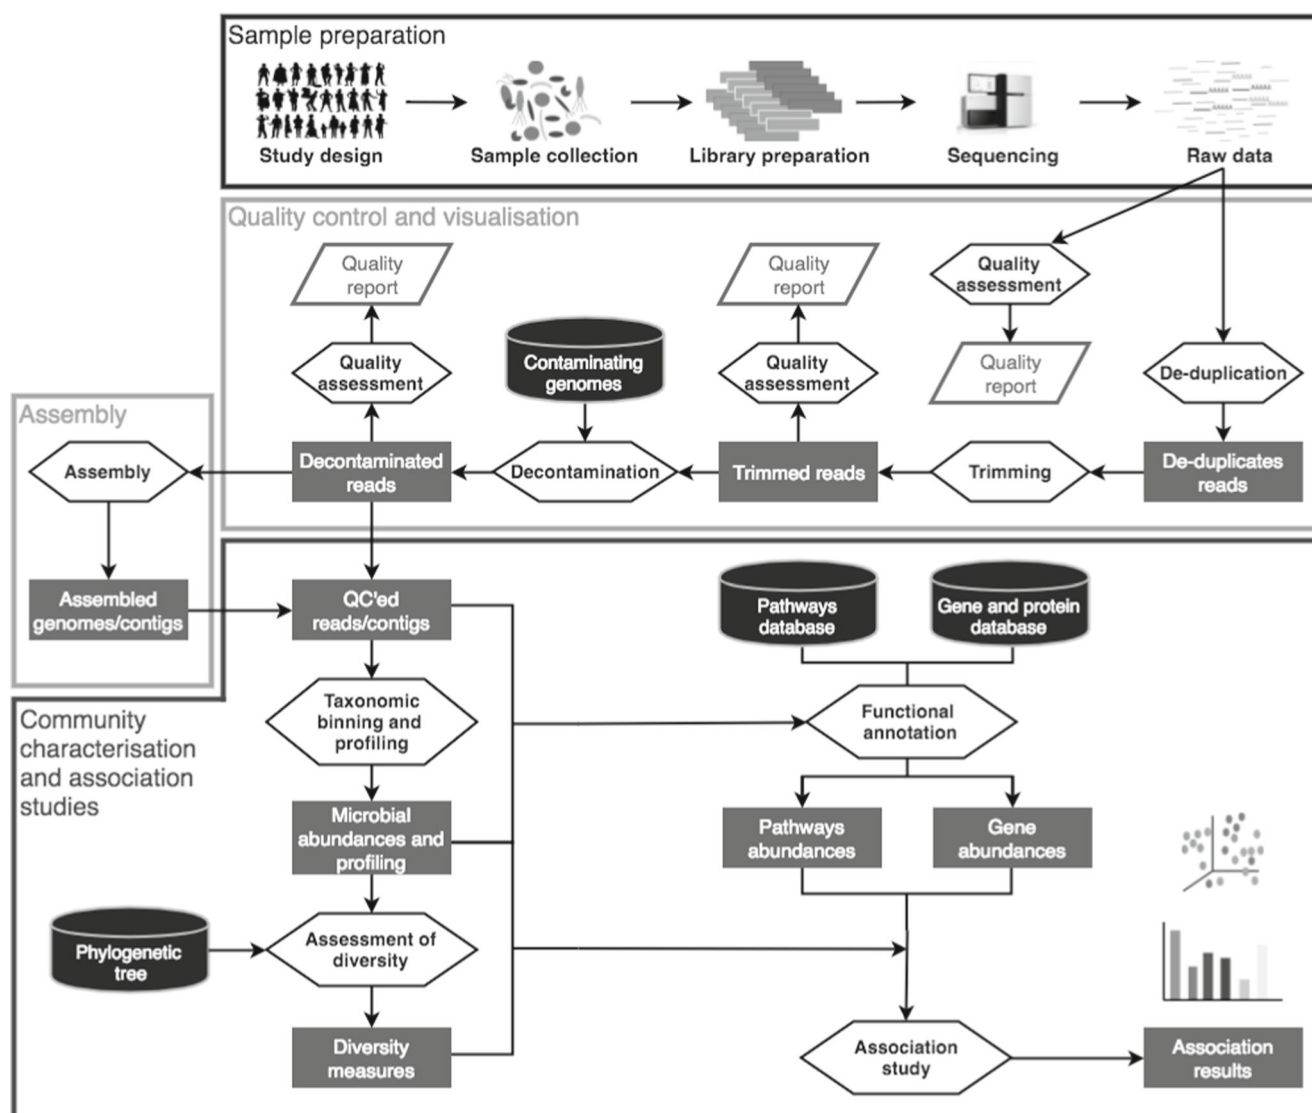 Sample preparation
Study design
Sample collection
Library preparation
Sequencing
Raw data
Quality control and visualisation
Quality
report
Quality
report
Quality
assessment
Quality
assessment
Contaminating
genomes
Quality
assessment
Quality
report
De-duplication
Assembly
Assembly
Decontaminated
reads
Decontamination
Trimmed reads
Trimming
De-duplicates
reads
Assembled
genomes/contigs
QC'ed
reads/contigs
Pathways
database
Gene and protein
database
Community
characterisation
and association
studies
Taxonomic
binning and
profiling
Functional
annotation
Microbial
abundances and
profiling
Pathways
abundances
Gene
abundances
Phylogenetic
tree
Assessment of
diversity
Diversity
measures
Association
study
Association
results